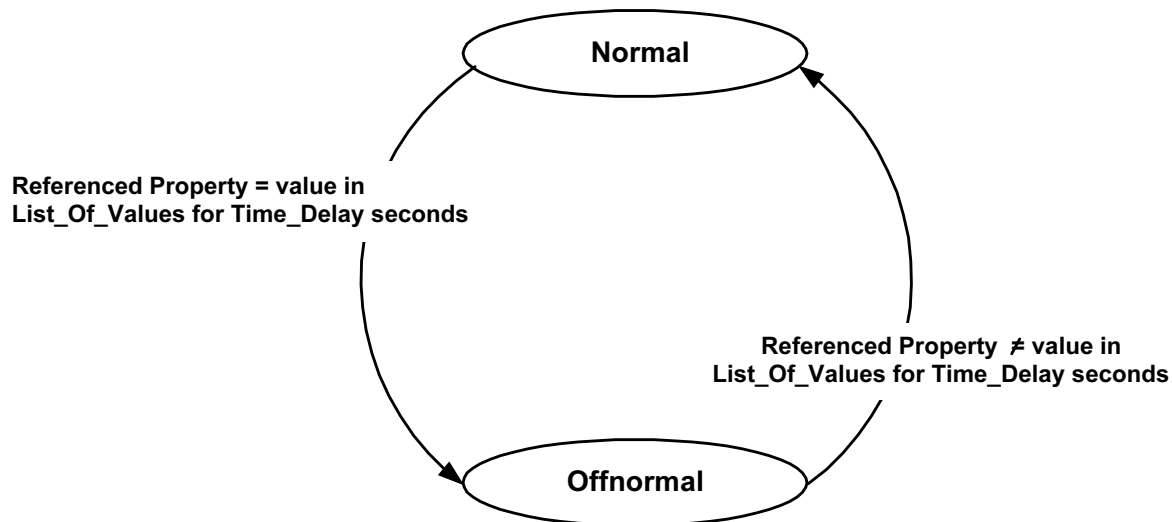 Normal
Referenced Property = value in
List_Of_Values for Time_Delay seconds
Referenced Property ≠ value in
List_Of_Values for Time_Delay seconds
Offnormal